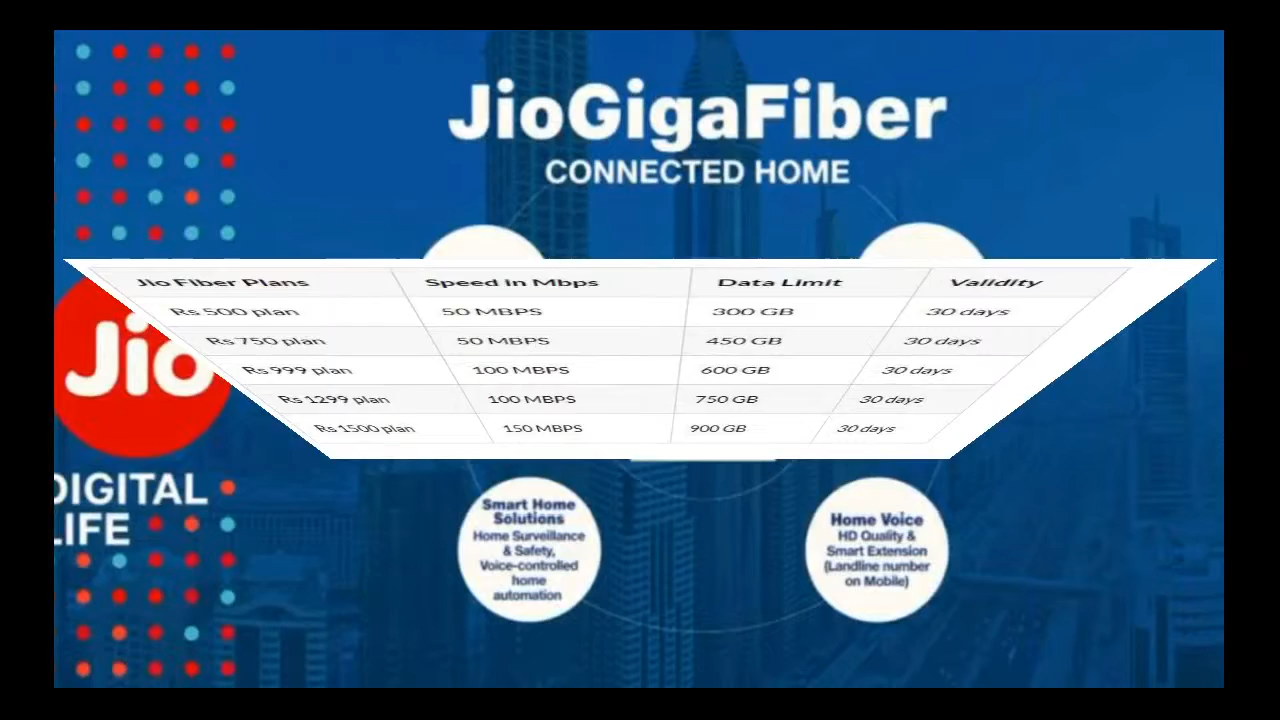 JioGigaFiber
CONNECTED HOME
Jio Fiber Plans Speed in Mbps Data Limit Validity
Rs 500 plan 50 MBPS 300 GB 30 days
Rs 750 plan 50 MBPS 450 GB 30 days
Rs 999 plan 100 MBPS 600 GB 30 days
Rs 1299 plan 100 MBPS 750 GB 30 days
Rs 1500 plan 150 MBPS 900 GB 30 days
Jio
DIGITAL
LIFE
Smart Home
Solutions
Home Surveillance
& Safety,
Voice-controlled
home
automation
Home Voice
HD Quality &
Smart Extension
(Landline number
on Mobile)